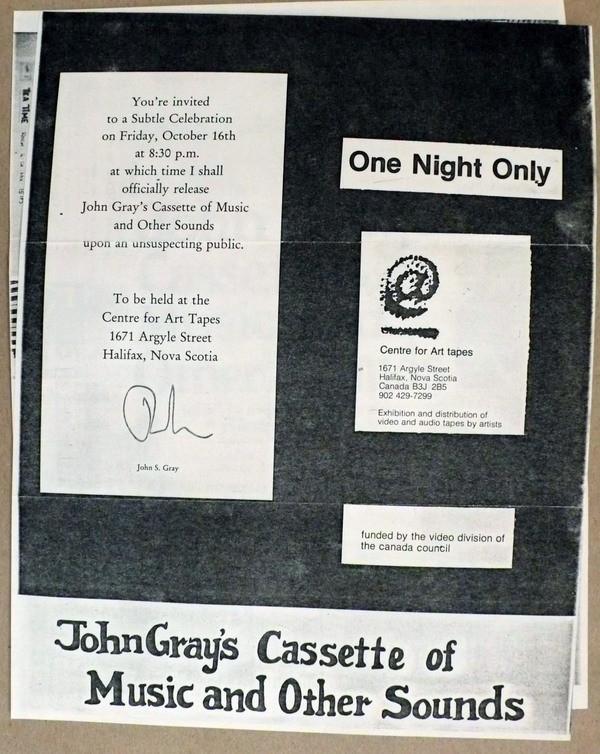 You're invited
to a Subtle Celebration
on Friday, October 16th
at 8:30 p.m.
at which time I shall
officially release
John Gray's Cassette of Music
and Other Sounds
upon an unsuspecting public.
To be held at the
Centre for Art Tapes
1671 Argyle Street
Halifax, Nova Scotia
John S. Gray
One Night Only
@
Centre for Art tapes
1671 Argyle Street
Halifax, Nova Scotia
Canada B3J 2B5
902 429-7299
Exhibition and distribution of
video and audio tapes by artists
funded by the video division of
the canada council
John Gray's Cassette of
Music and Other Sounds
TEA TIME